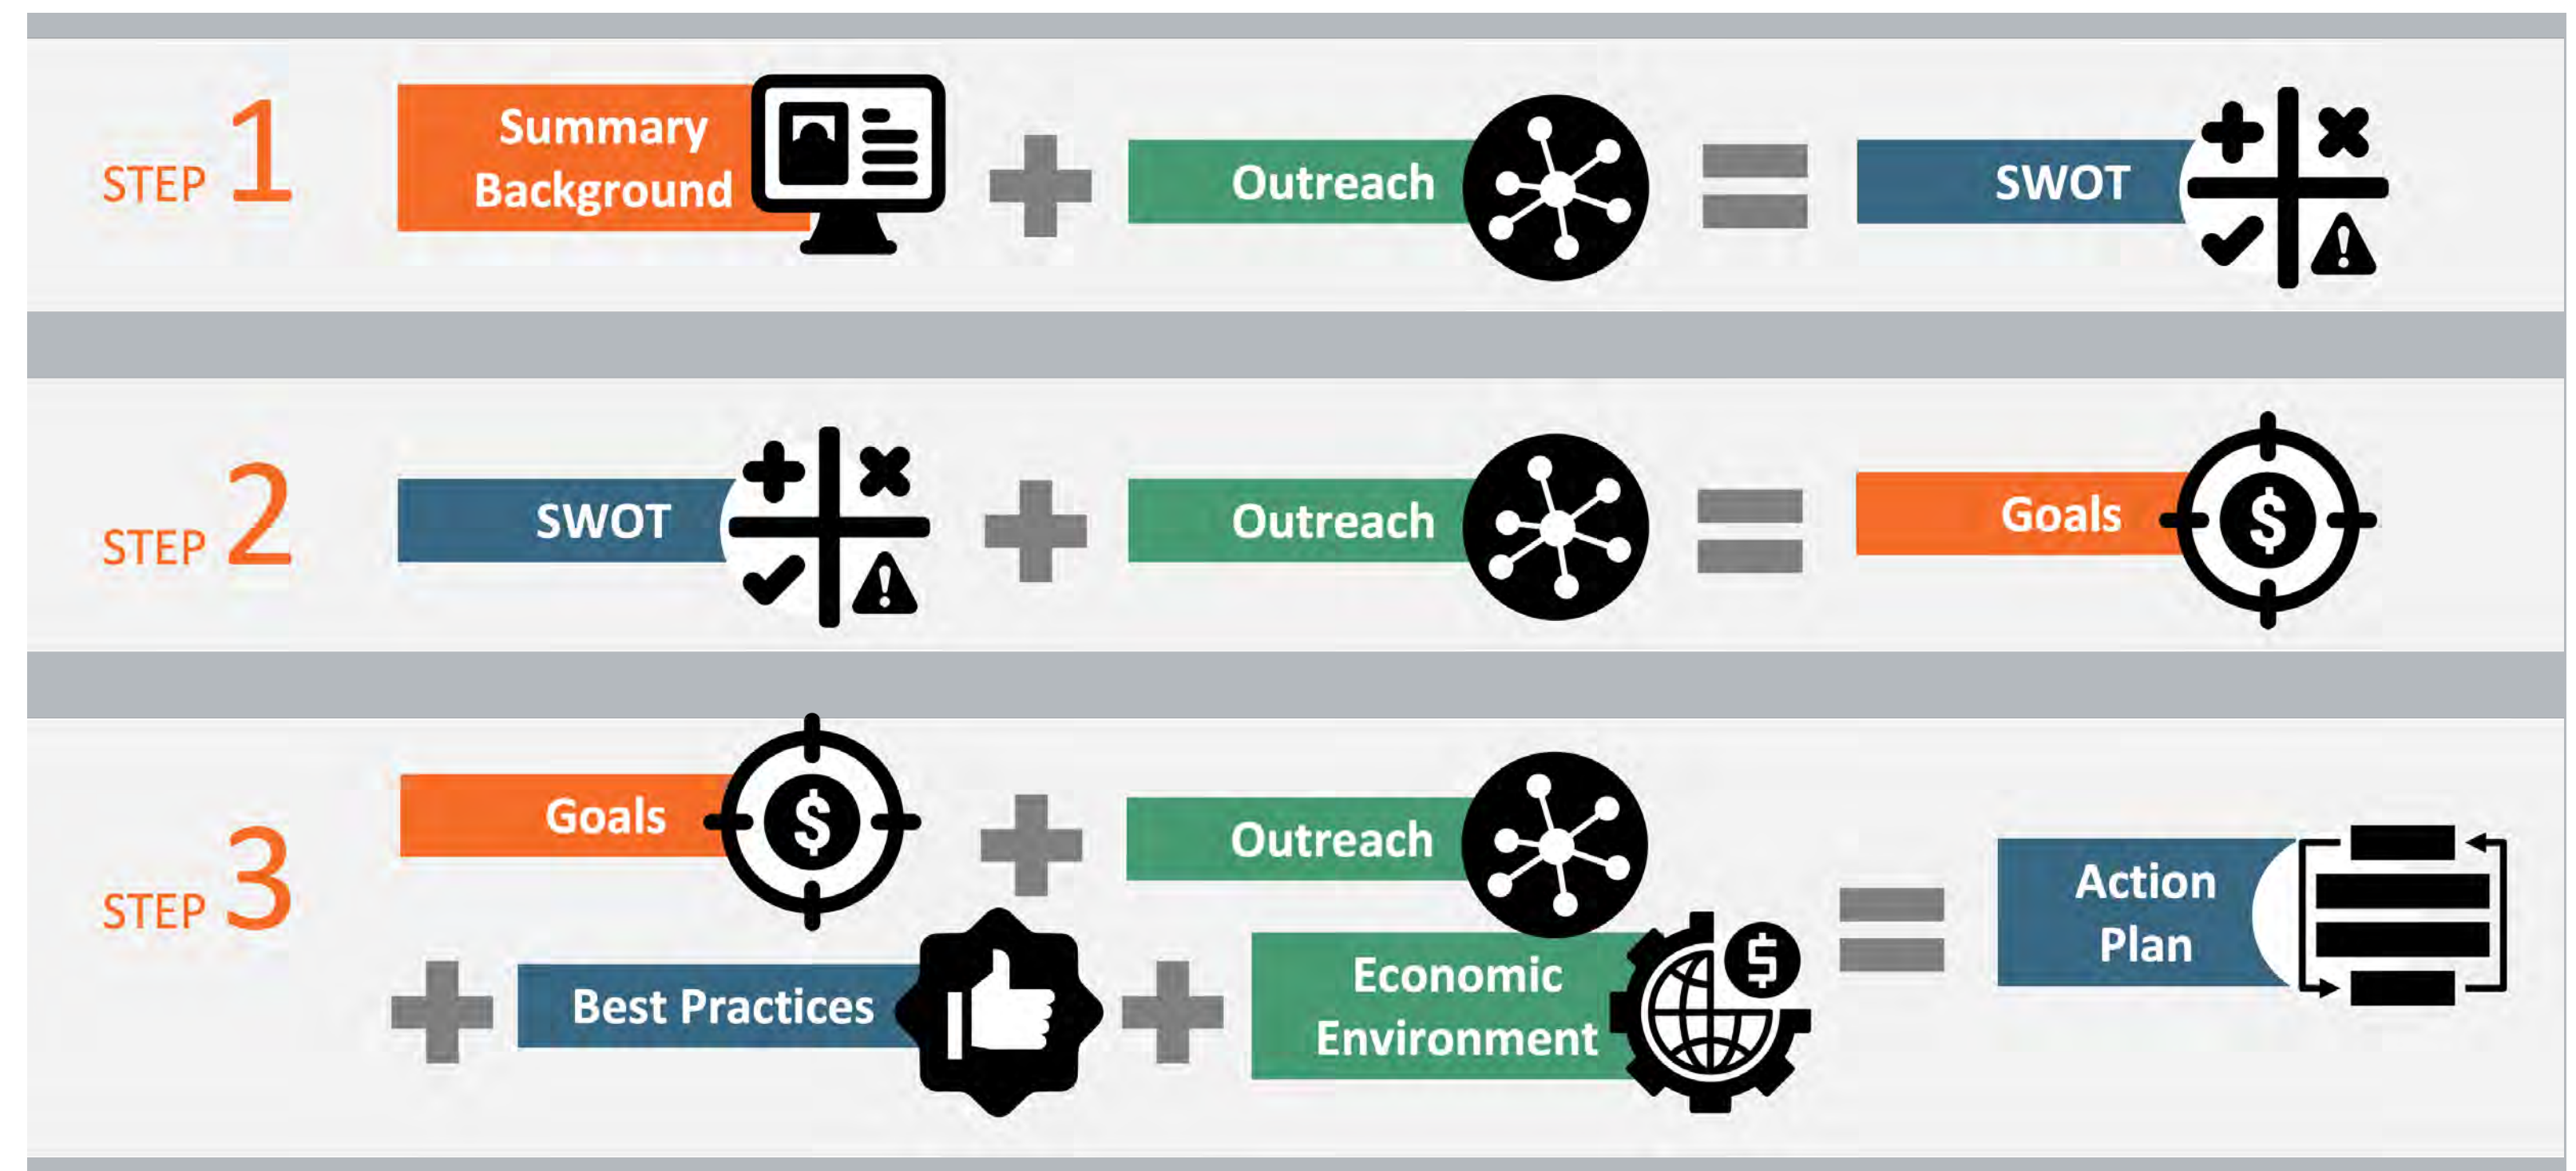 STEP 1
Summary
Background
Outreach
SWOT
STEP 2
SWOT
Outreach
Goals
STEP 3
Goals
Outreach
Best Practices
Economic
Environment
Action
Plan